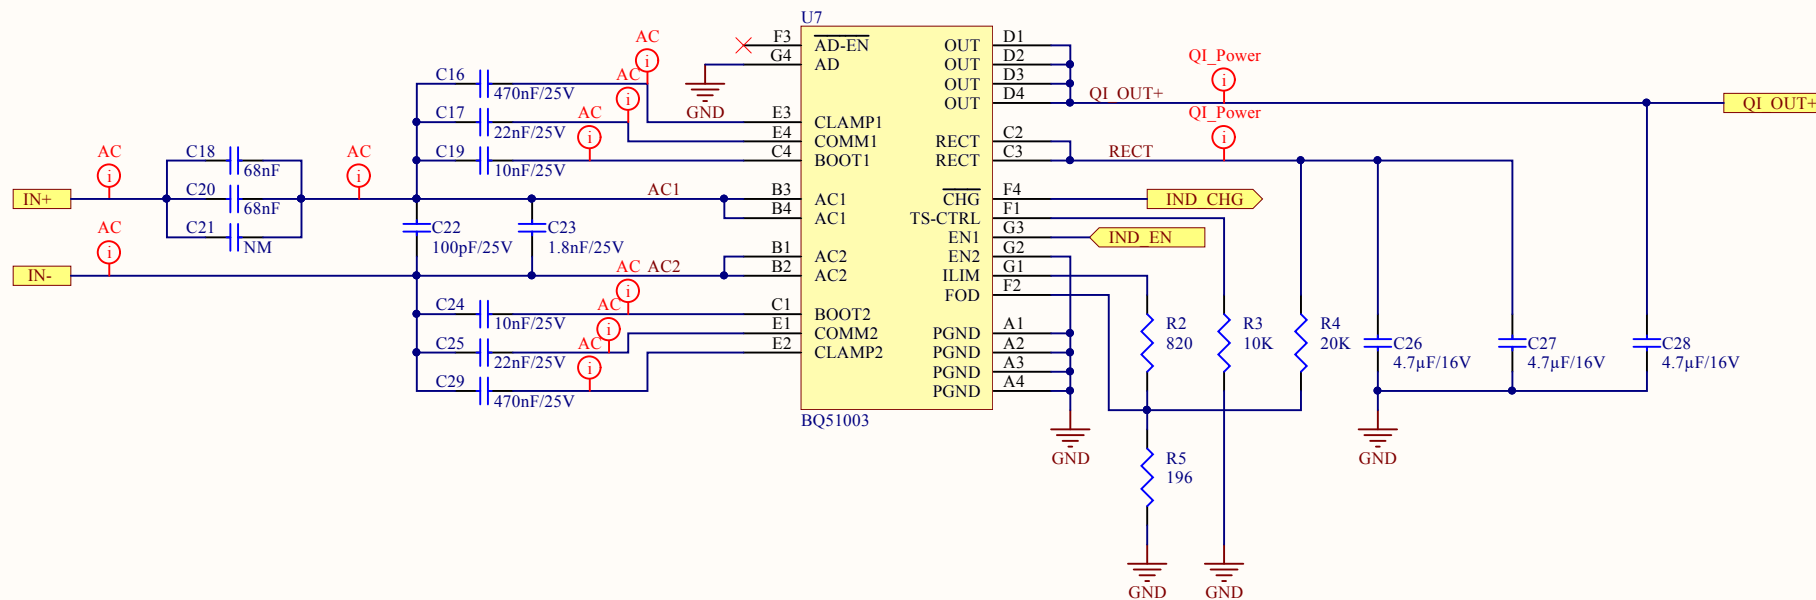 U7
AC
F3
AD-EN
OUT
D1
G4
AD
OUT
D2
QI_Power
i
C16
470nF/25V
AC
i
OUT
D3
i
GND
OUT
D4
QI_OUT+
QI_OUT+
C17
22nF/25V
AC
i
E3
CLAMP1
QI_Power
E4
COMM1
RECT
C2
i
AC
C18
68nF
AC
C19
10nF/25V
C4
BOOT1
RECT
C3
RECT
i
i
IN+
C20
68nF
AC1
B3
AC1
CHG
F4
IND_CHG
B4
AC1
TS-CTRL
F1
C21
NM
C22
100pF/25V
C23
1.8nF/25V
EN1
G3
IND_EN
AC
i
B1
AC2
EN2
G2
IN-
AC
AC2
B2
AC2
ILIM
G1
i
FOD
F2
C24
10nF/25V
AC
i
C1
BOOT2
C25
22nF/25V
AC
i
E1
COMM2
PGND
A1
E2
CLAMP2
PGND
A2
C29
470nF/25V
PGND
A3
PGND
A4
R2
820
R3
10K
R4
20K
C26
4.7µF/16V
C27
4.7µF/16V
C28
4.7µF/16V
BQ51003
GND
GND
R5
196
GND
GND